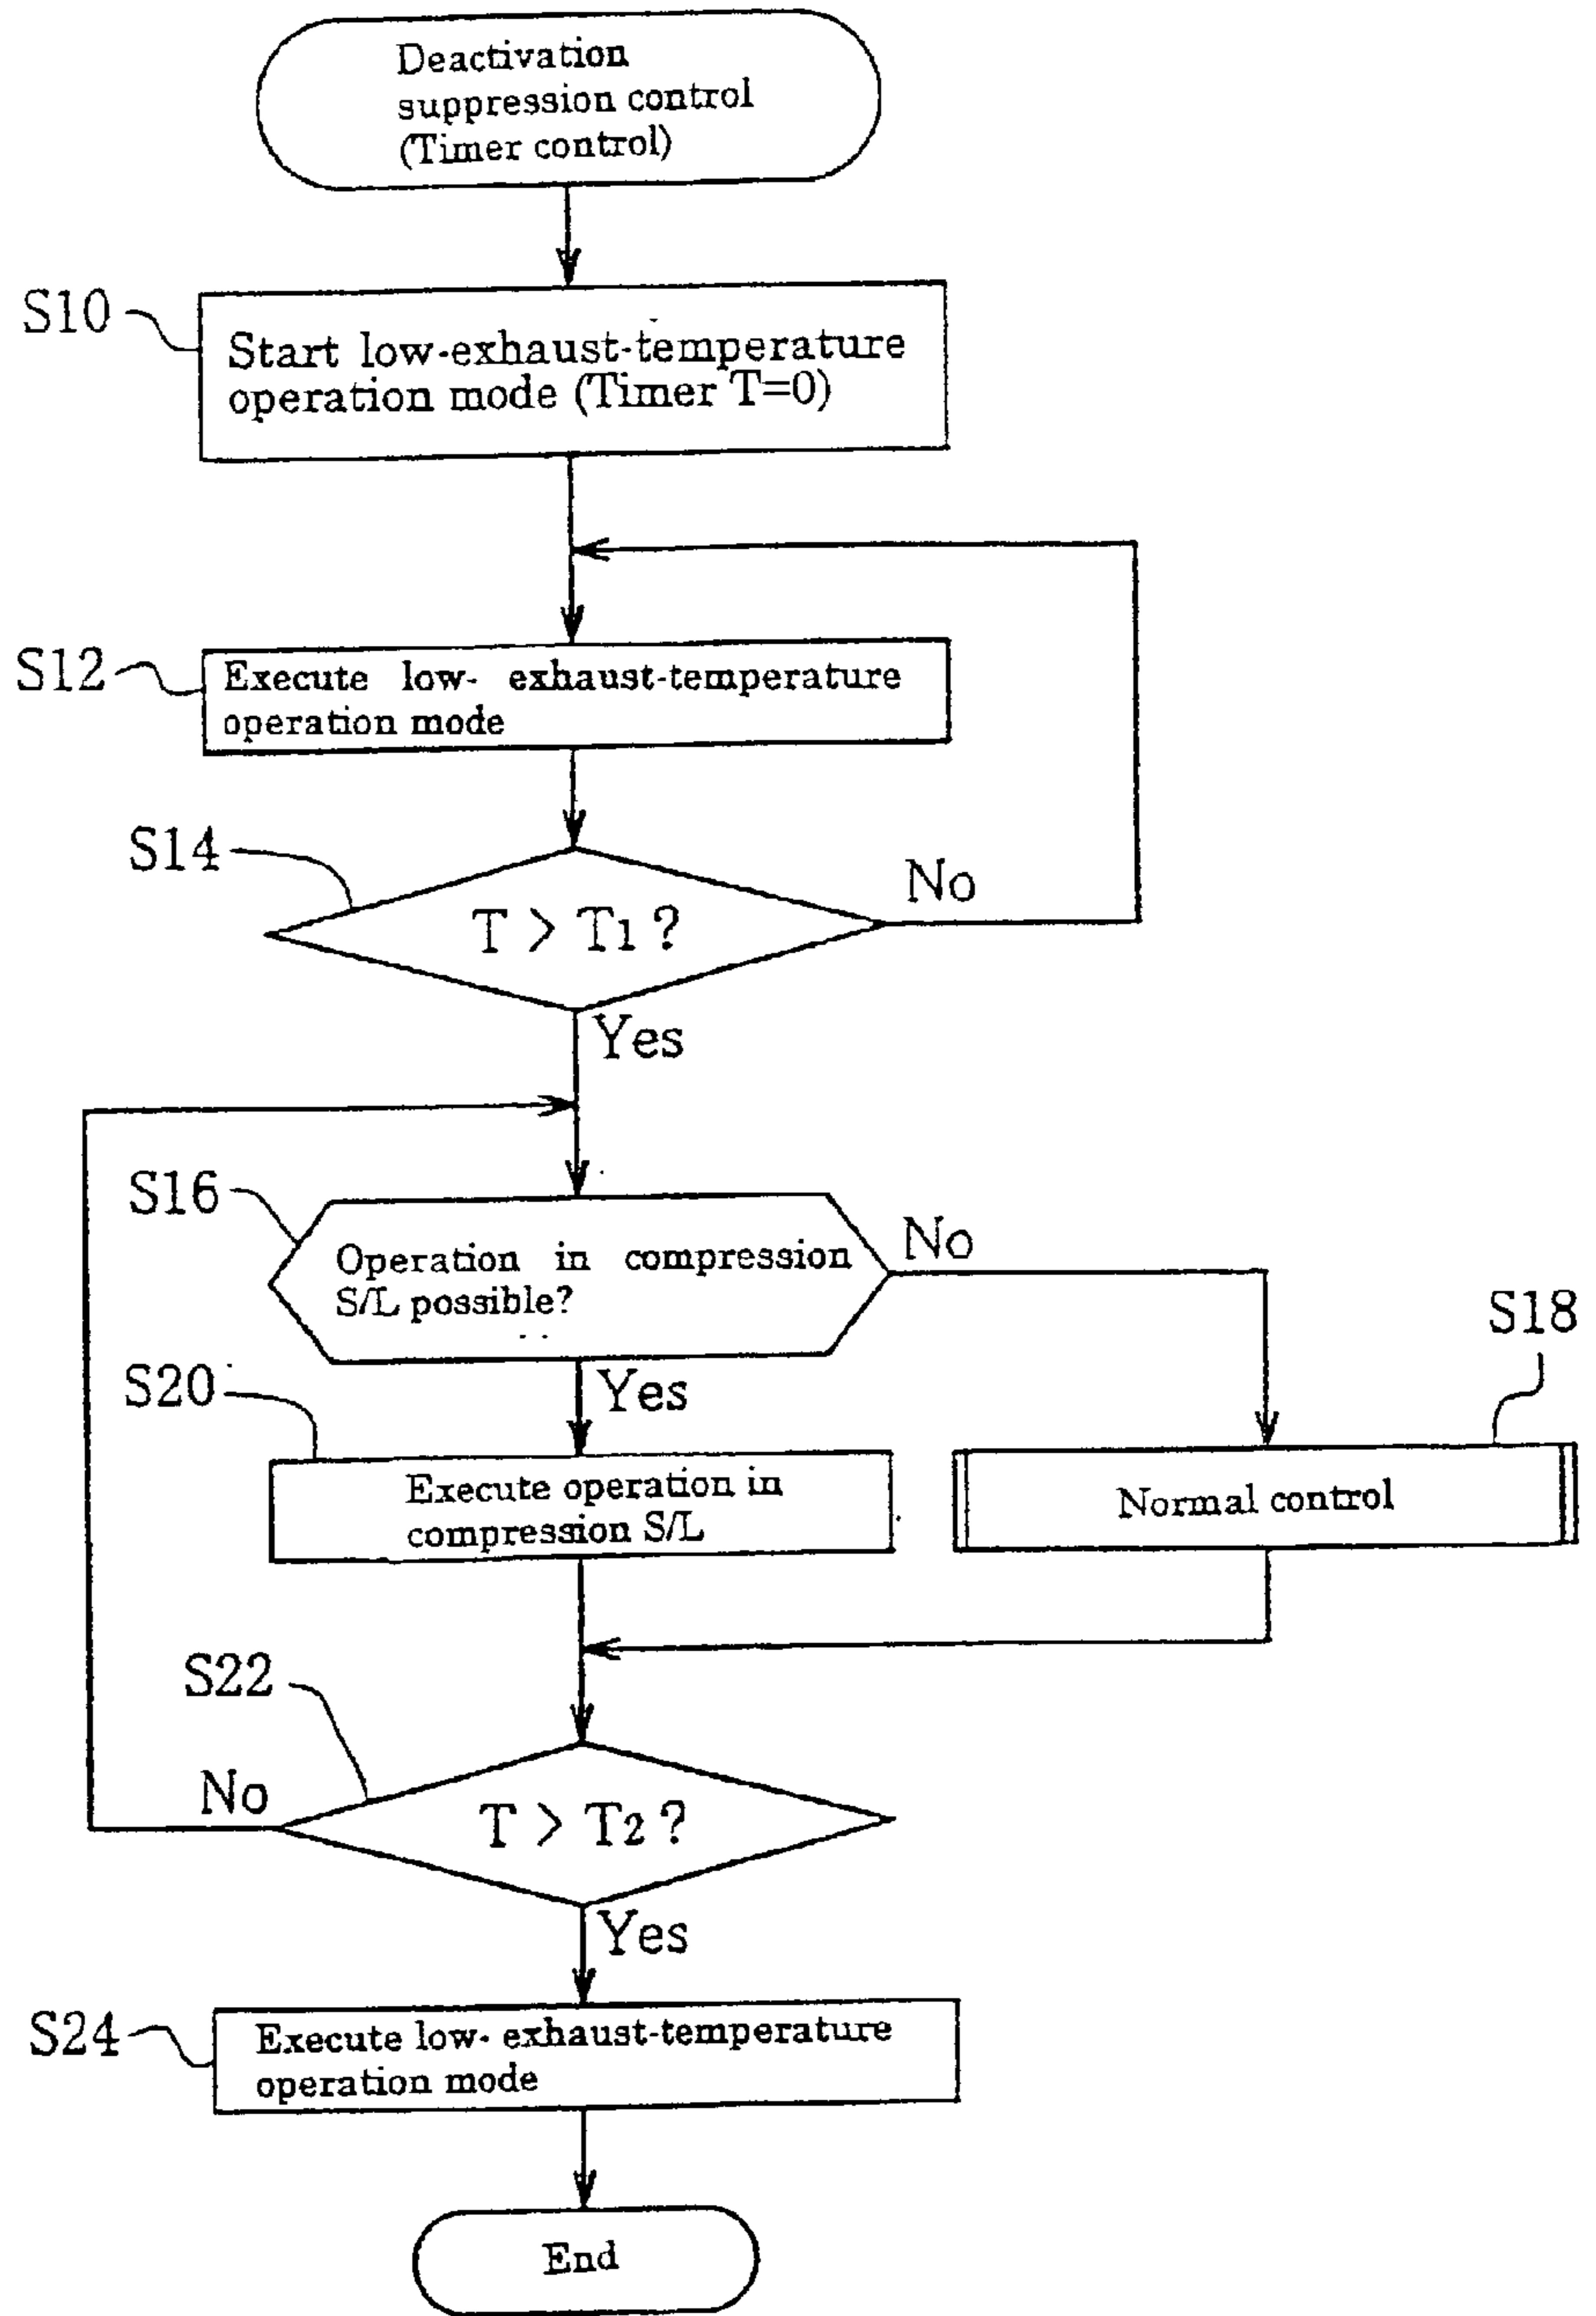 Deactivation
suppression control
(Timer control)
S10
Start low-exhaust-temperature
operation mode (Timer T=0)
S12
Execute low- exhaust-temperature
operation mode
S14
T > T1 ?
No
Yes
S16
Operation in compression
S/L possible?
No
S18
S20
Yes
Execute operation in
compression S/L
Normal control
S22
No
T > T2 ?
Yes
S24
Execute low- exhaust-temperature
operation mode
End